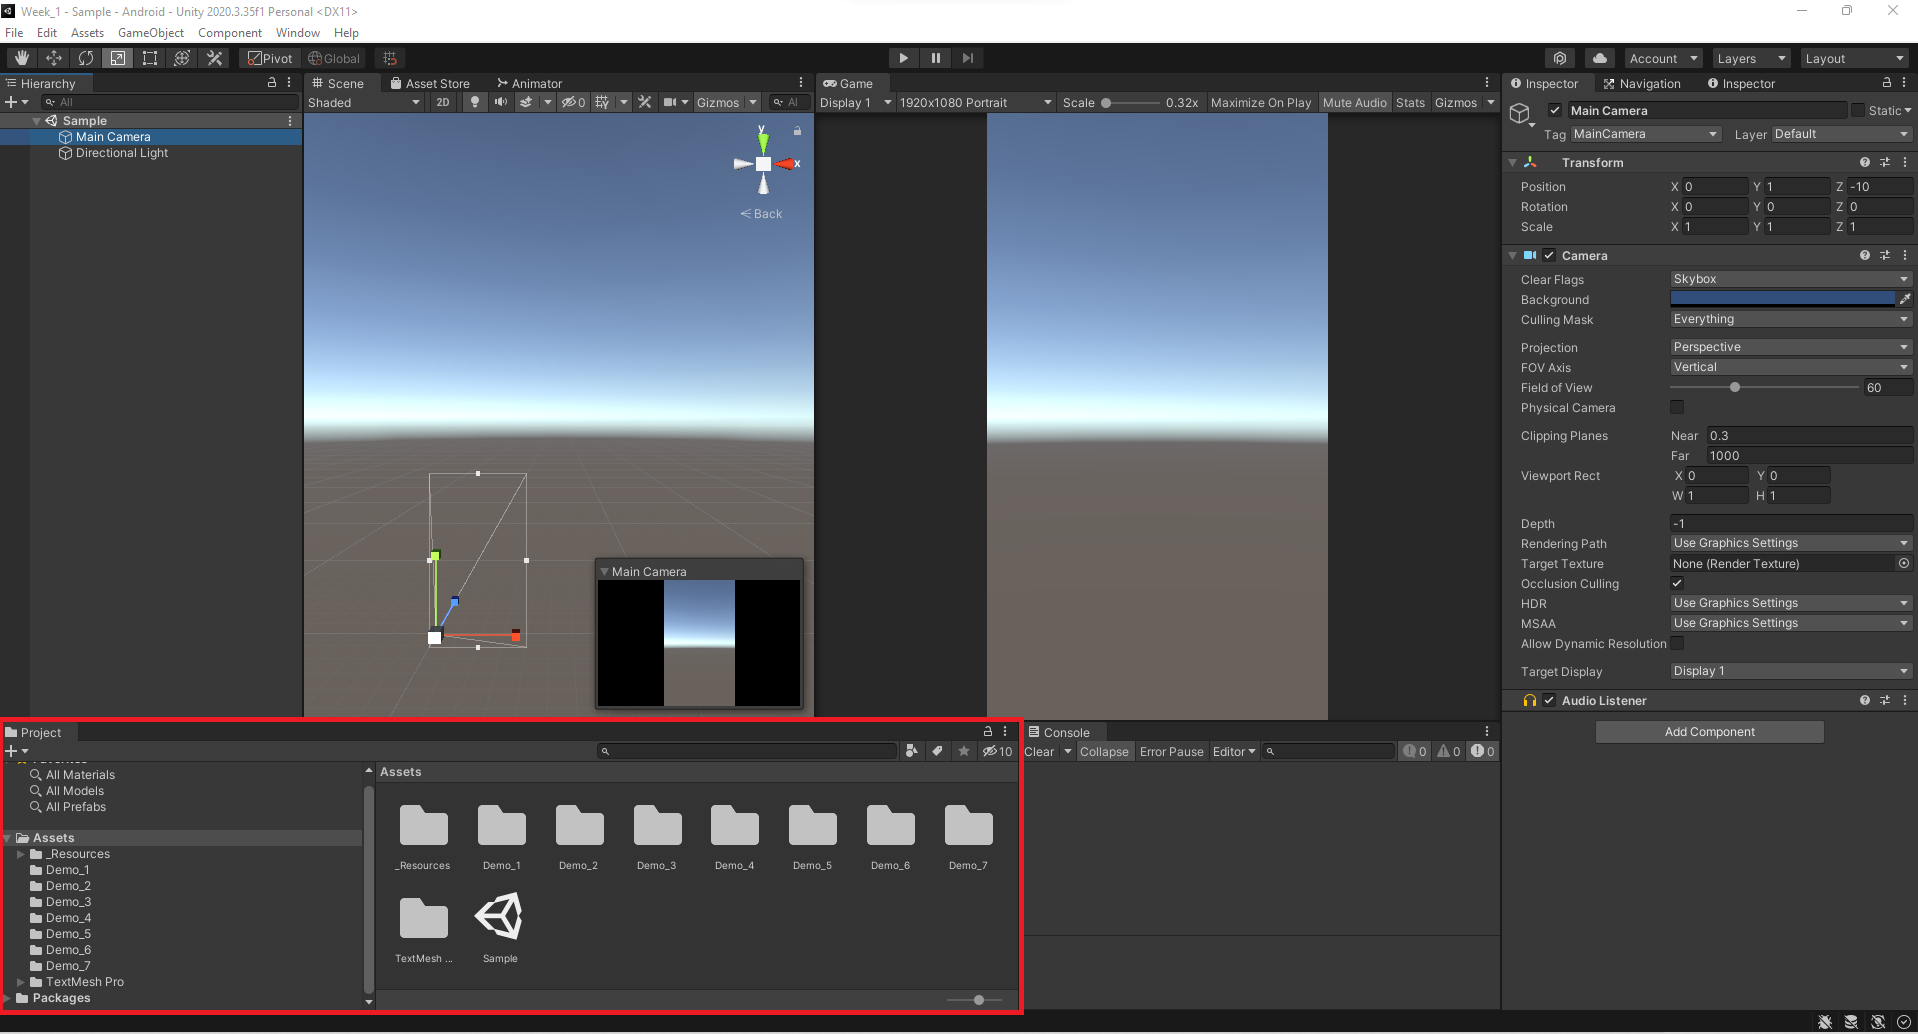 Week_1 - Sample - Android - Unity 2020.3.35f1 Personal <DX11>
File Edit Assets GameObject Component Window Help
Pivot Global Account Layers Layout
Hierarchy
All
Sample
Main Camera
Directional Light
Scene Asset Store Animator
Shaded 2D 0 Gizmos Al
y
x
Back
Main Camera
Game
Display 1 1920x1080 Portrait Scale 0.32x Maximize On Play Mute Audio Stats Gizmos
Inspector Navigation Inspector
Main Camera Static
Tag MainCamera Layer Default
Transform
Position X 0 Y 1 Z -10
Rotation X 0 Y 0 Z 0
Scale X 1 Y 1 Z 1
Camera
Clear Flags Skybox
Background
Culling Mask Everything
Projection Perspective
FOV Axis Vertical
Field of View 60
Physical Camera
Clipping Planes Near 0.3
Far 1000
Viewport Rect X 0 Y 0
W 1 H 1
Depth -1
Rendering Path Use Graphics Settings
Target Texture None (Render Texture)
Occlusion Culling
HDR Use Graphics Settings
MSAA Use Graphics Settings
Allow Dynamic Resolution
Target Display Display 1
Audio Listener
Add Component
Project
10
All Materials
All Models
All Prefabs
Assets
_Resources
Demo_1
Demo_2
Demo_3
Demo_4
Demo_5
Demo_6
Demo_7
TextMesh Pro
Packages
Assets
_Resources Demo_1 Demo_2 Demo_3 Demo_4 Demo_5 Demo_6 Demo_7
TextMesh ... Sample
Console
Clear Collapse Error Pause Editor 0 0 0